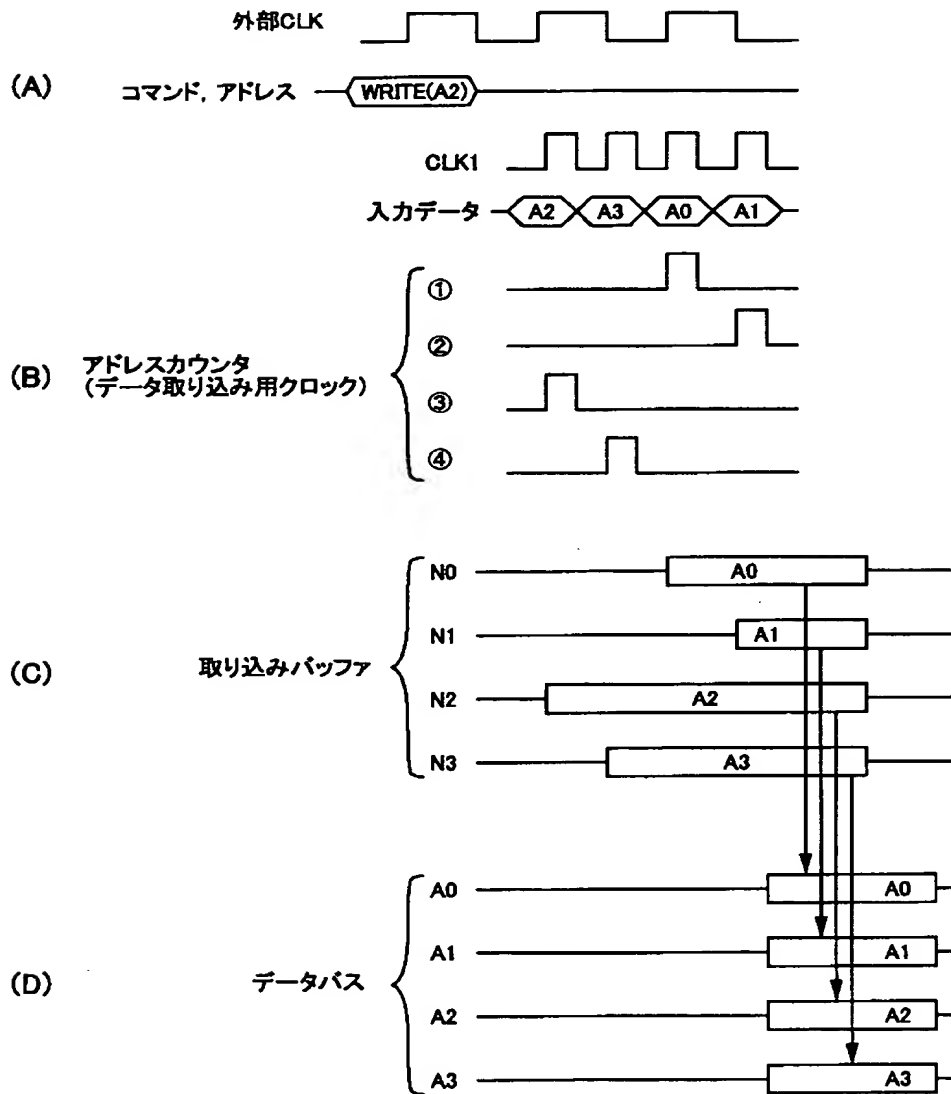 外部CLK
(A)
コマンド, アドレス
WRITE(A2)
CLK1
入力データ
A2 A3 A0 A1
①
②
(B)
アドレスカウンタ
(データ取り込み用クロック)
③
④
N0
A0
N1
A1
(C)
取り込みバッファ
N2
A2
N3
A3
A0
A0
A1
A1
(D)
データバス
A2
A2
A3
A3